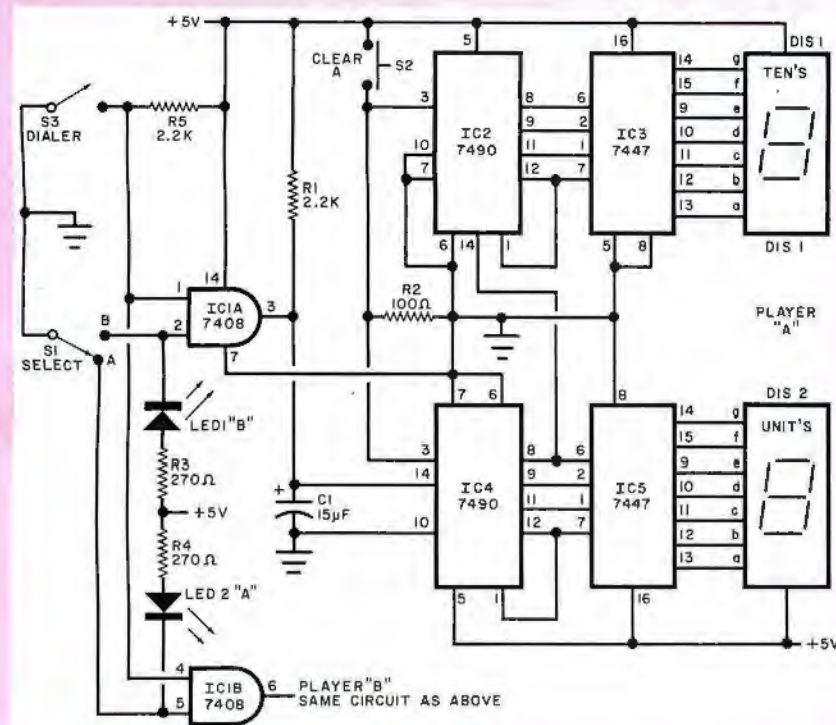 +5V
CLEAR
A
S2
S3
DIALER
R5
2.2K
R1
2.2K
5
3
10
7
IC2
7490
8
9
11
12
6
14
1
16
6
2
1
7
IC3
7447
14
15
9
10
11
12
13
5
8
g
f
e
d
c
b
a
DIS 1
TEN'S
DIS 1
14
1
2
IC1A
7408
3
7
R2
100Ω
PLAYER
"A"
B
A
S1
SELECT
LED1 "B"
R3
270Ω
+5V
R4
270Ω
LED 2 "A"
+
C1
15µF
7
6
3
14
10
IC4
7490
8
9
11
12
5
1
8
6
2
1
7
IC5
7447
14
15
9
10
11
12
13
16
g
f
e
d
c
b
a
DIS 2
UNIT'S
+5V
4
5
IC1B
7408
6
PLAYER "B"
SAME CIRCUIT AS ABOVE